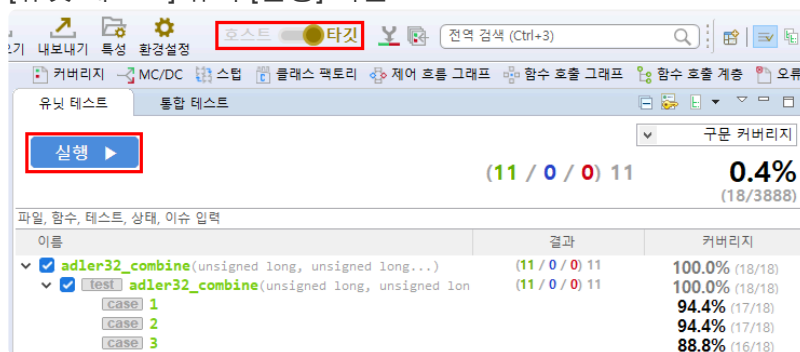 내보내기 특성 환경설정 호스트 타깃 전역 검색 (Ctrl+3)
커버리지 MC/DC 스텁 클래스 팩토리 제어 흐름 그래프 함수 호출 그래프 함수 호출 계층 오류
유닛 테스트 통합 테스트
실행 구문 커버리지
(11 / 0 / 0) 11 0.4%
(18/3888)
파일, 함수, 테스트, 상태, 이슈 입력
이름 결과 커버리지
adler32_combine(unsigned long, unsigned long...) (11 / 0 / 0) 11 100.0% (18/18)
test adler32_combine(unsigned long, unsigned lon (11 / 0 / 0) 11 100.0% (18/18)
case 1 94.4% (17/18)
case 2 94.4% (17/18)
case 3 88.8% (16/18)